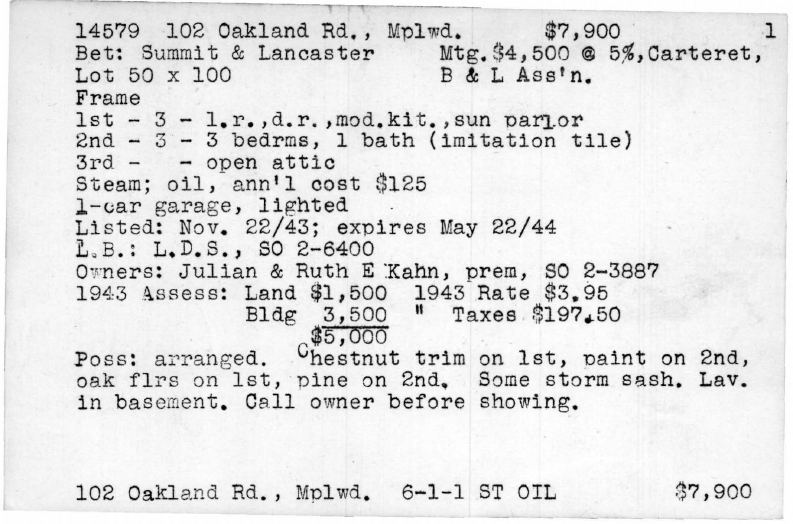 14579 102 Oakland Rd., Mplwd. $7,900 1
Bet: Summit & Lancaster Mtg.$4,500 @ 5%,Carteret,
Lot 50 x 100 B & L Ass'n.
Frame
1st - 3 - l.r.,d.r.,mod.kit.,sun parlor
2nd - 3 - 3 bedrms, 1 bath (imitation tile)
3rd - - open attic
Steam; oil, ann'l cost $125
1-car garage, lighted
Listed: Nov. 22/43; expires May 22/44
L.B.: L.D.S., SO 2-6400
Owners: Julian & Ruth E Kahn, prem, SO 2-3887
1943 Assess: Land $1,500 1943 Rate $3.95
Bldg 3,500 " Taxes $197.50
$5,000
Poss: arranged. Chestnut trim on 1st, paint on 2nd,
oak flrs on 1st, pine on 2nd. Some storm sash. Lav.
in basement. Call owner before showing.
102 Oakland Rd., Mplwd. 6-1-1 ST OIL $7,900